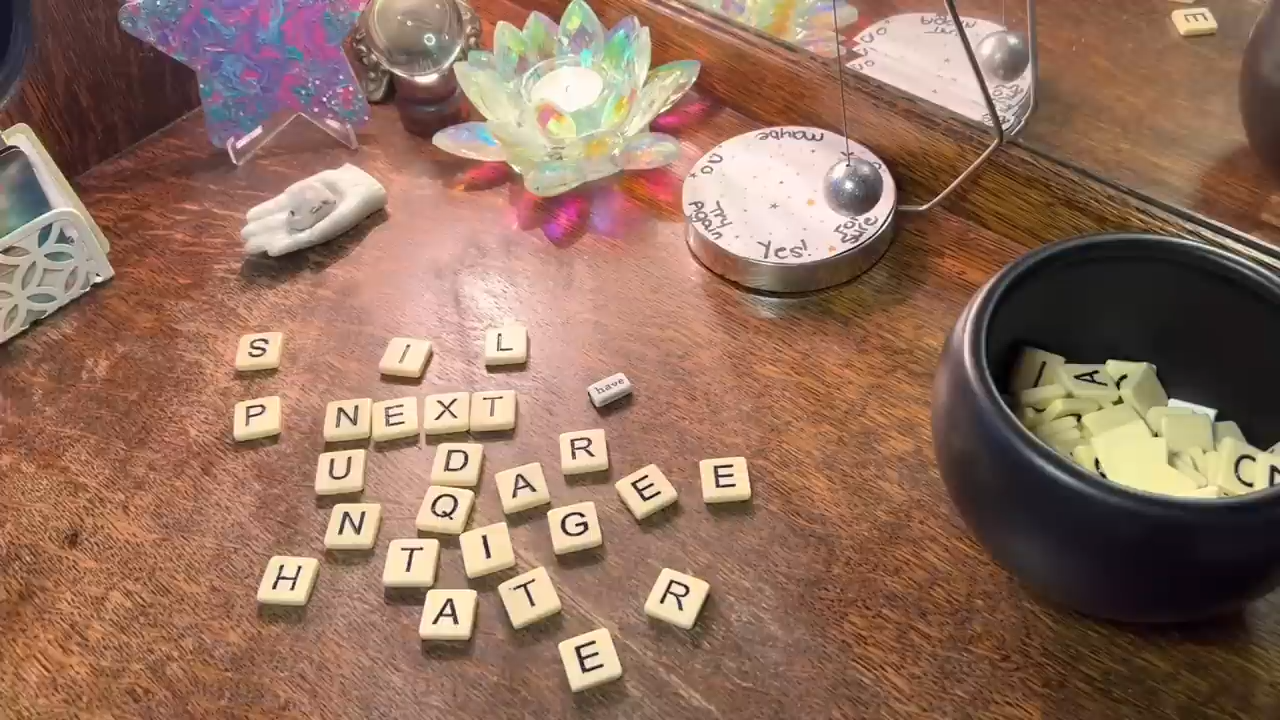 maybe
no
Try Again
Yes!
For Sure
S I L
have
P NEXT
U D R
N Q A E E
T I G
H A T R
E
I A
C
E